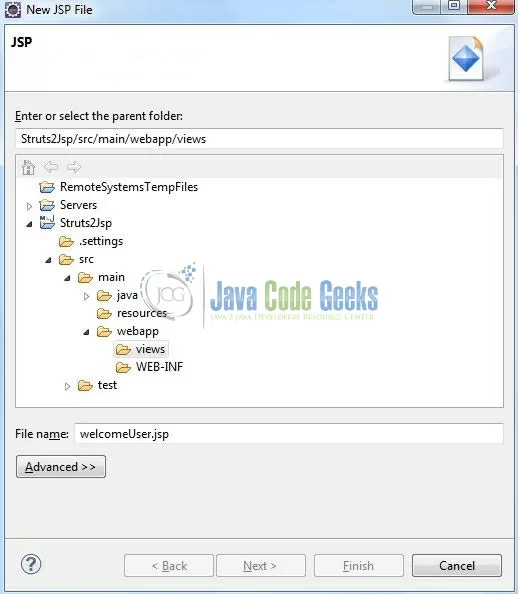 New JSP File
JSP
Enter or select the parent folder:
Struts2Jsp/src/main/webapp/views
RemoteSystemsTempFiles
Servers
Struts2Jsp
.settings
src
main
java
resources
webapp
views
WEB-INF
test
JCG
Java Code Geeks
Java 2 Java Developers Resource Center
File name: welcomeUser.jsp
Advanced >>
< Back Next > Finish Cancel